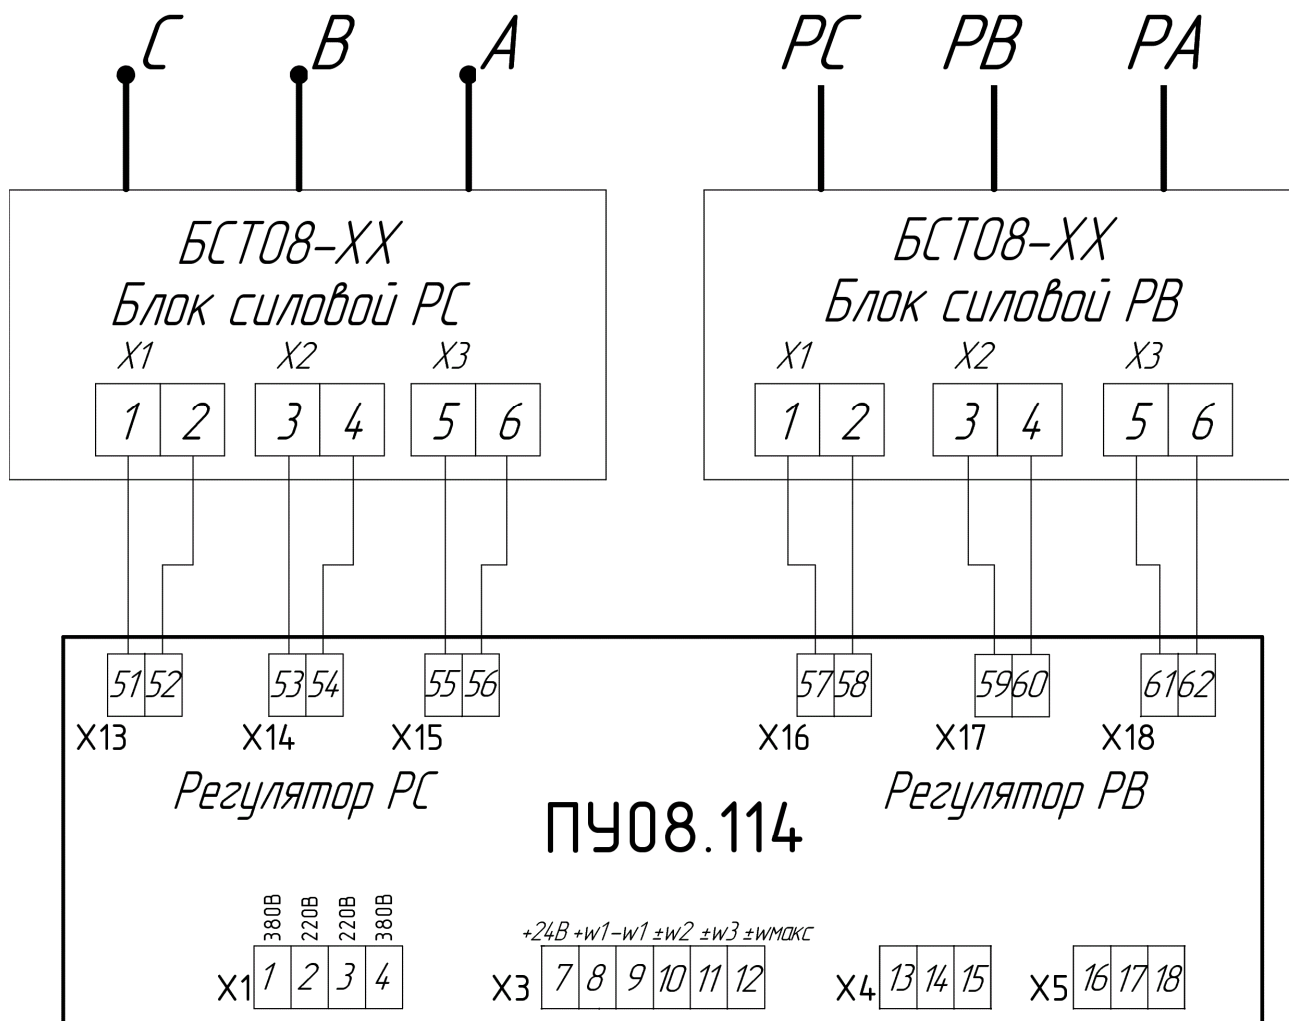 C B A PC PB PA
БСТ08-ХХ БСТ08-ХХ
Блок силовой РС Блок силовой РВ
X1 X2 X3 X1 X2 X3
1 2 3 4 5 6 1 2 3 4 5 6
51 52 53 54 55 56 57 58 59 60 61 62
X13 X14 X15 X16 X17 X18
Регулятор РС Регулятор РВ
ПУ08.114
380В 220В 220В 380В
+24В +w1 -w1 ±w2 ±w3 ±wмакс
X1 1 2 3 4 X3 7 8 9 10 11 12 X4 13 14 15 X5 16 17 18